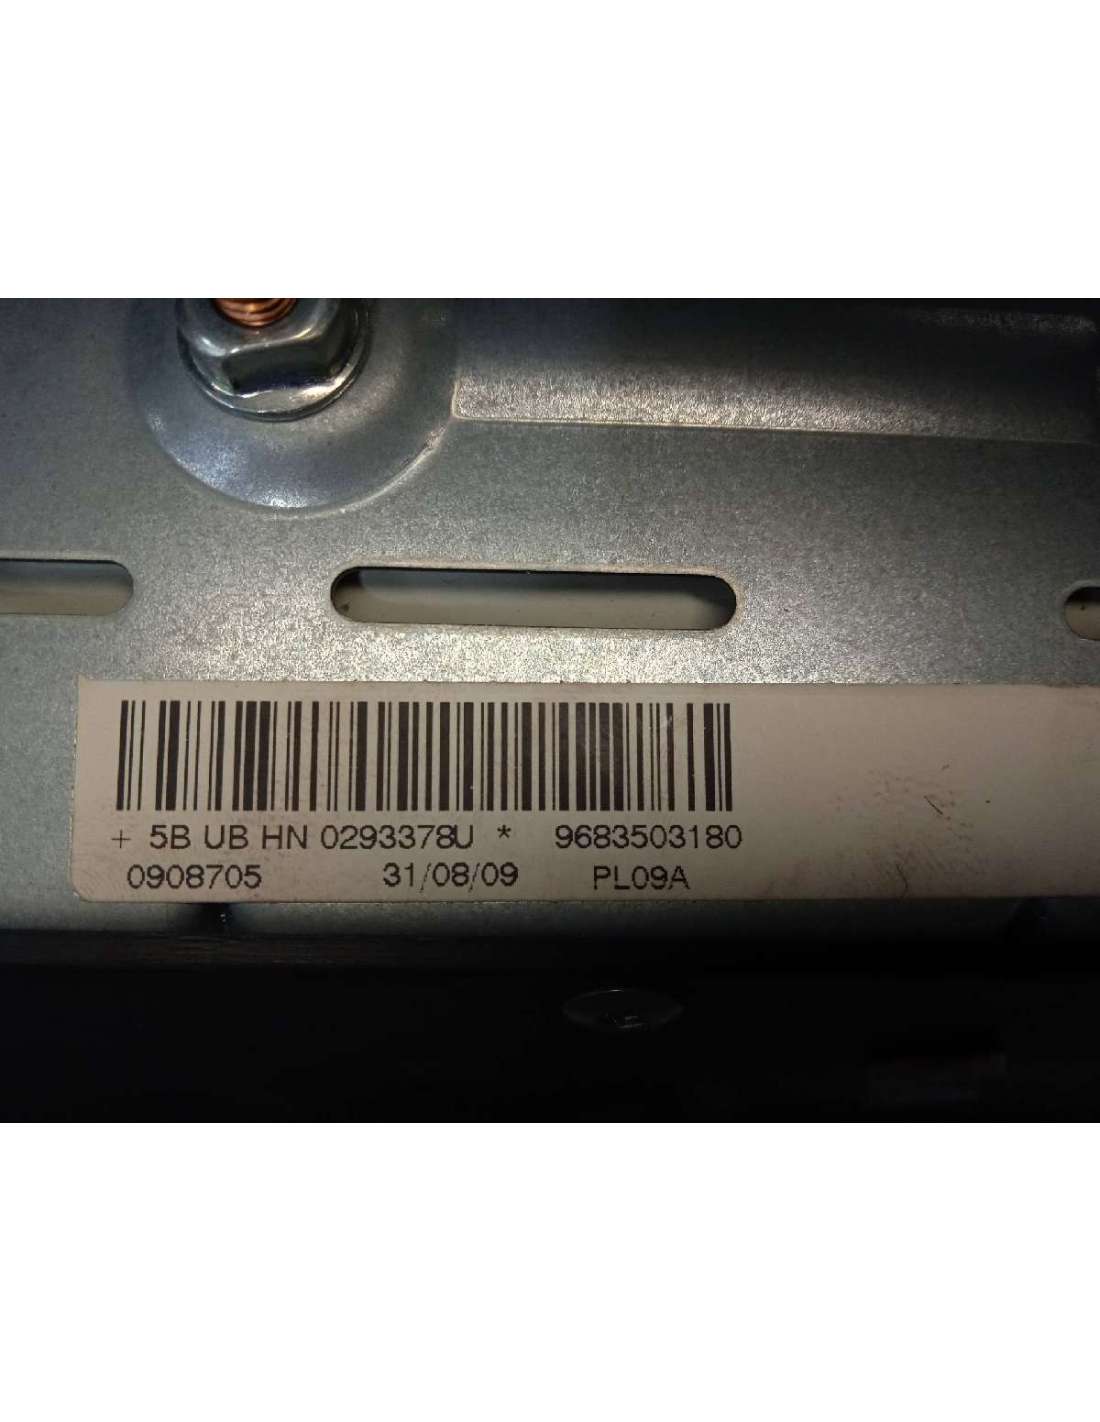 + 5B UB HN 0293378U * 9683503180
0908705 31/08/09 PL09A